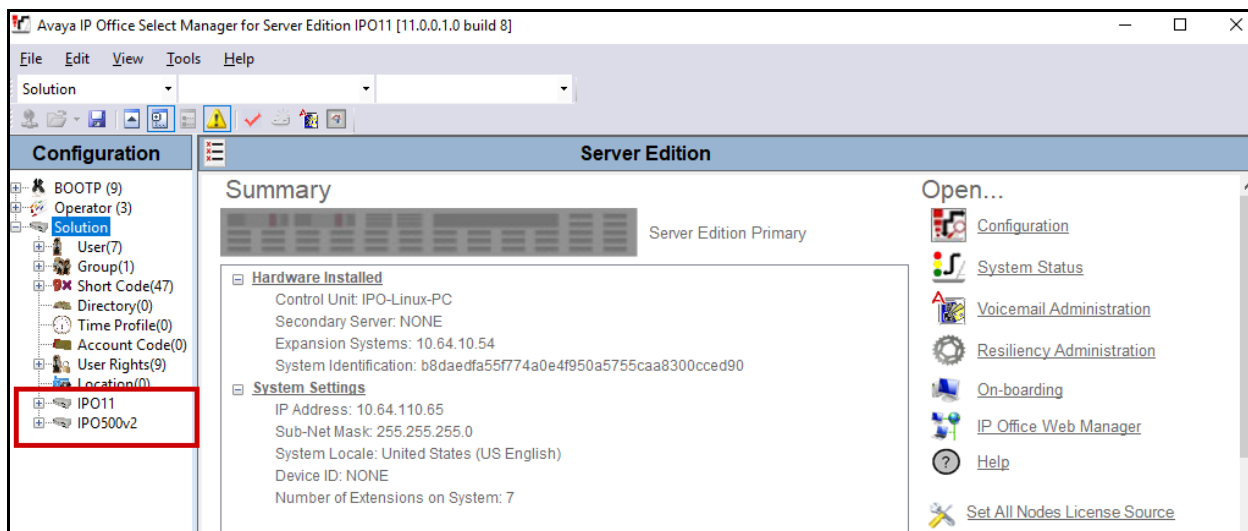 Avaya IP Office Select Manager for Server Edition IPO11 [11.0.0.1.0 build 8]
File Edit View Tools Help
Solution
Configuration
Server Edition
BOOTP (9)
Operator (3)
Solution
User(7)
Group(1)
Short Code(47)
Directory(0)
Time Profile(0)
Account Code(0)
User Rights(9)
Location(0)
IPO11
IPO500v2
Summary
Server Edition Primary
Hardware Installed
Control Unit: IPO-Linux-PC
Secondary Server: NONE
Expansion Systems: 10.64.10.54
System Identification: b8daedfa55f774a0e4f950a5755caa8300cced90
System Settings
IP Address: 10.64.110.65
Sub-Net Mask: 255.255.255.0
System Locale: United States (US English)
Device ID: NONE
Number of Extensions on System: 7
Open...
Configuration
System Status
Voicemail Administration
Resiliency Administration
On-boarding
IP Office Web Manager
Help
Set All Nodes License Source